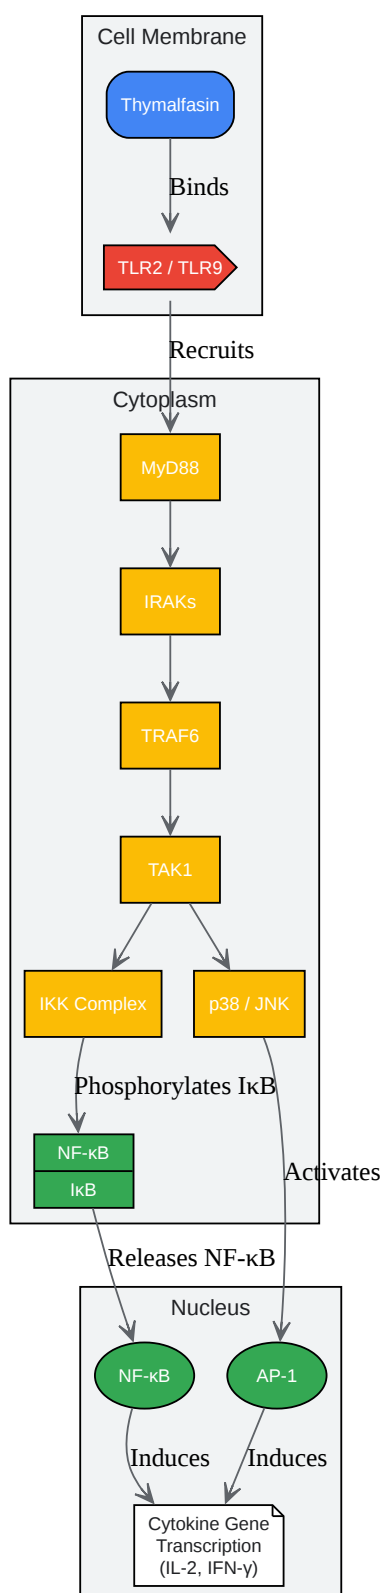 Cell Membrane
Thymalfasin
Binds
TLR2 / TLR9
Recruits
Cytoplasm
MyD88
IRAKs
TRAF6
TAK1
IKK Complex
p38 / JNK
Phosphorylates IκB
NF-κB
IκB
Activates
Releases NF-κB
Nucleus
NF-κB
AP-1
Induces
Induces
Cytokine Gene
Transcription
(IL-2, IFN-γ)